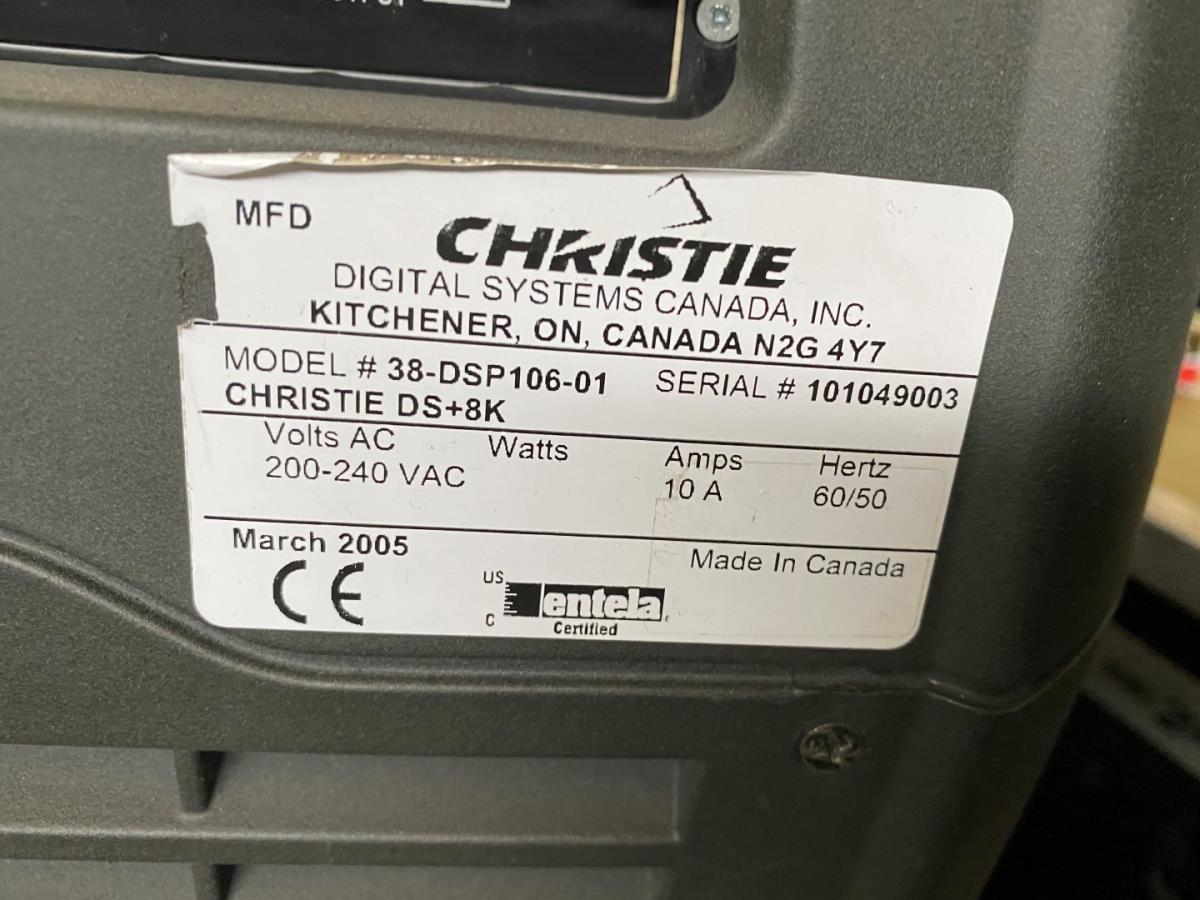 MFD
CHRISTIE
DIGITAL SYSTEMS CANADA, INC.
KITCHENER, ON, CANADA N2G 4Y7
MODEL # 38-DSP106-01 SERIAL # 101049003
CHRISTIE DS+8K
Volts AC Watts Amps Hertz
200-240 VAC 10 A 60/50
March 2005 Made In Canada
CE
US
C entela
Certified